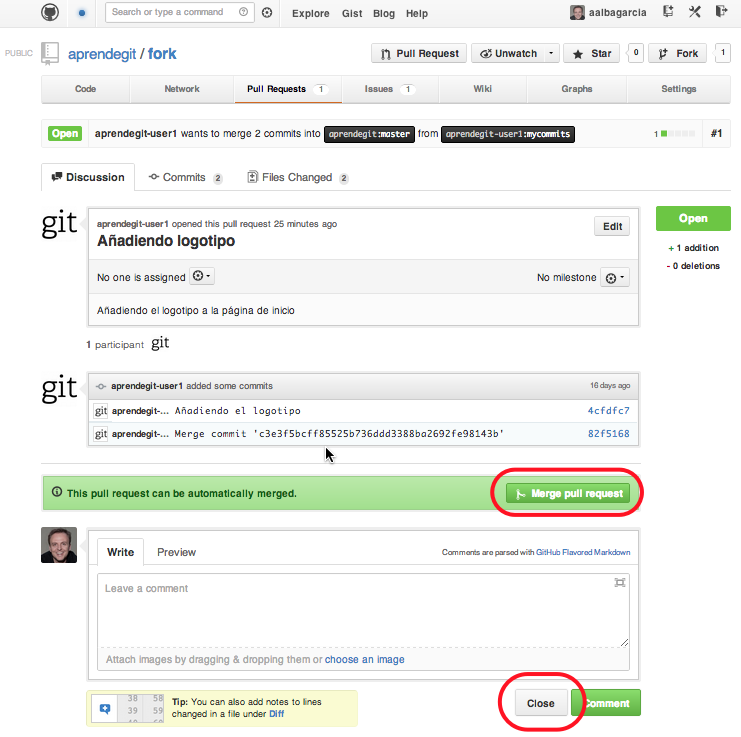 Search or type a command
Explore Gist Blog Help
aalbagarcia
PUBLIC
aprendegit / fork
Pull Request
Unwatch
Star 0
Fork 1
Code
Network
Pull Requests 1
Issues 1
Wiki
Graphs
Settings
Open aprendegit-user1 wants to merge 2 commits into aprendegit:master from aprendegit-user1:mycommits 1 #1
Discussion
Commits 2
Files Changed 2
git
aprendegit-user1 opened this pull request 25 minutes ago
Añadiendo logotipo
Edit
Open
+ 1 addition
- 0 deletions
No one is assigned
No milestone
Añadiendo el logotipo a la página de inicio
1 participant git
git
aprendegit-user1 added some commits 16 days ago
git aprendegit-... Añadiendo el logotipo 4cfdfc7
git aprendegit-... Merge commit 'c3e3f5bcff85525b736ddd3388ba2692fe98143b' 82f5168
This pull request can be automatically merged.
Merge pull request
Write
Preview
Comments are parsed with GitHub Flavored Markdown
Leave a comment
Attach images by dragging & dropping them or choose an image
38 58
39 59
Tip: You can also add notes to lines
changed in a file under Diff
Close
Comment